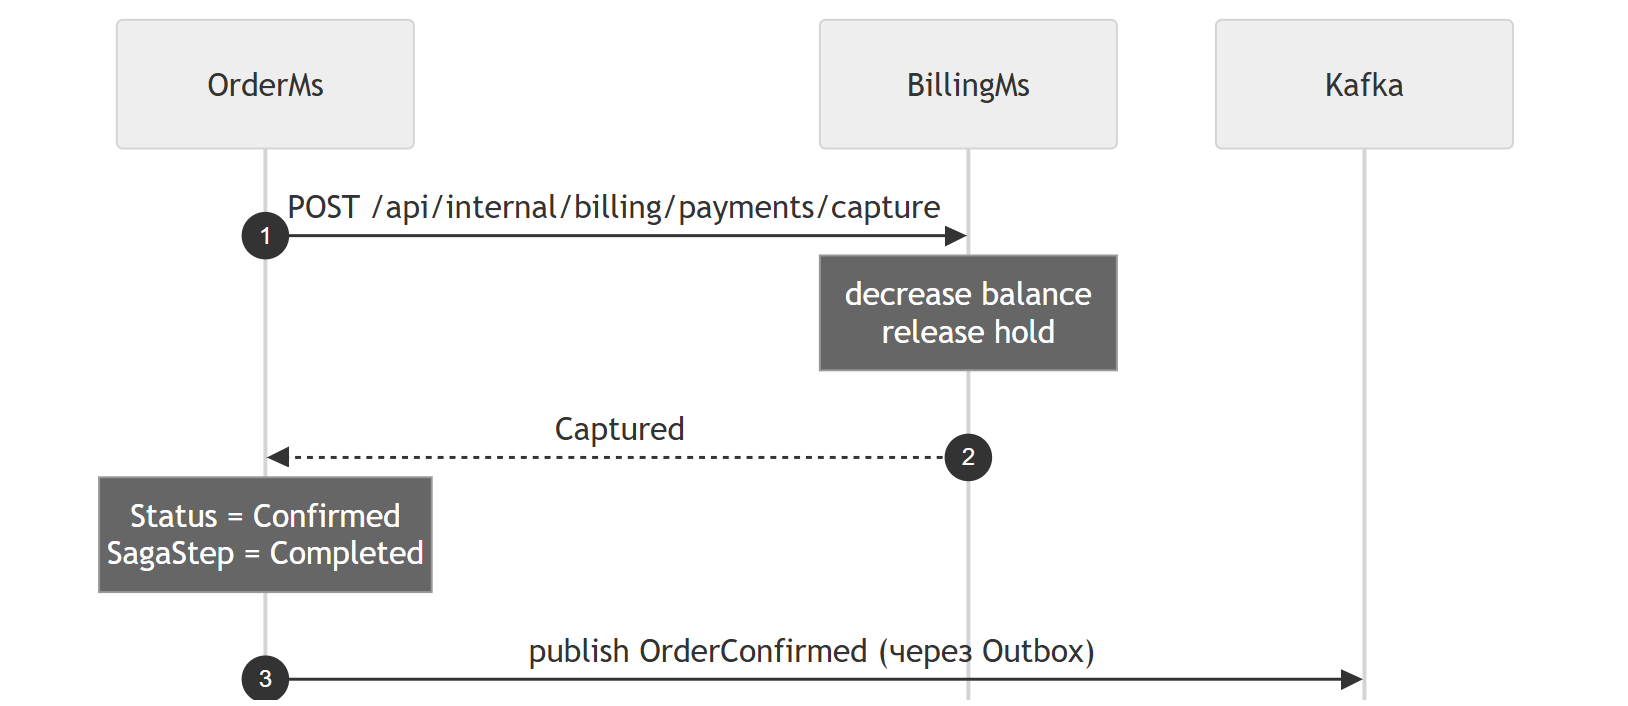 OrderMs
BillingMs
Kafka
POST /api/internal/billing/payments/capture
1
decrease balance
release hold
Captured
2
Status = Confirmed
SagaStep = Completed
publish OrderConfirmed (через Outbox)
3